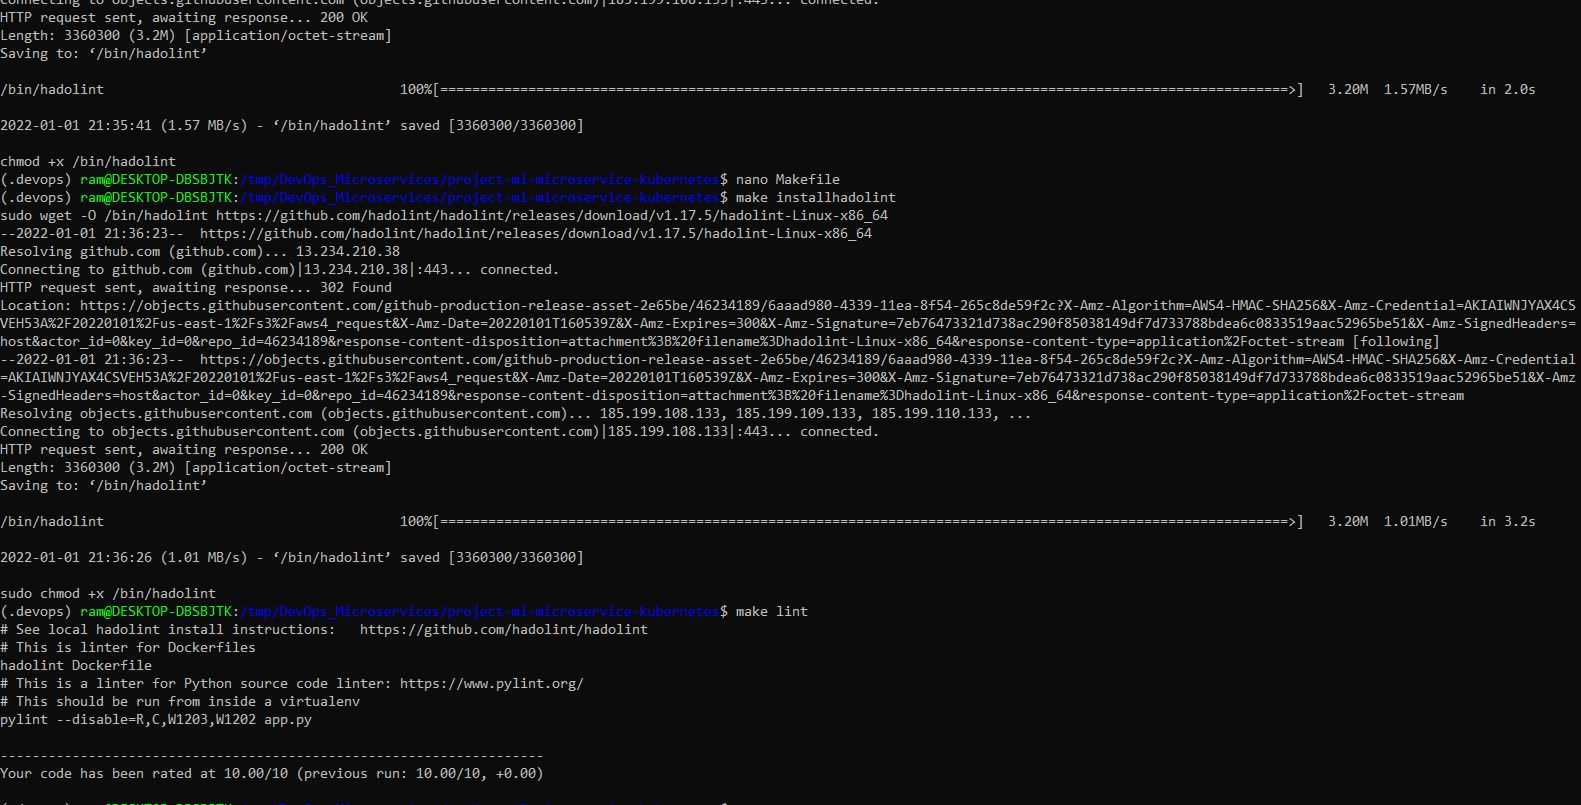 Connecting to objects.githubusercontent.com (objects.githubusercontent.com)|185.199.108.133|:443... connected.
HTTP request sent, awaiting response... 200 OK
Length: 3360300 (3.2M) [application/octet-stream]
Saving to: ‘/bin/hadolint’
/bin/hadolint 100%[==========================================================================================================>] 3.20M 1.57MB/s in 2.0s
2022-01-01 21:35:41 (1.57 MB/s) - ‘/bin/hadolint’ saved [3360300/3360300]
chmod +x /bin/hadolint
(.devops) ram@DESKTOP-DBSBJTK:/tmp/DevOps_Microservices/project-ml-microservice-kubernetes$ nano Makefile
(.devops) ram@DESKTOP-DBSBJTK:/tmp/DevOps_Microservices/project-ml-microservice-kubernetes$ make installhadolint
sudo wget -O /bin/hadolint https://github.com/hadolint/hadolint/releases/download/v1.17.5/hadolint-Linux-x86_64
--2022-01-01 21:36:23--  https://github.com/hadolint/hadolint/releases/download/v1.17.5/hadolint-Linux-x86_64
Resolving github.com (github.com)... 13.234.210.38
Connecting to github.com (github.com)|13.234.210.38|:443... connected.
HTTP request sent, awaiting response... 302 Found
Location: https://objects.githubusercontent.com/github-production-release-asset-2e65be/46234189/6aaad980-4339-11ea-8f54-265c8de59f2c?X-Amz-Algorithm=AWS4-HMAC-SHA256&X-Amz-Credential=AKIAIWNJYAX4CS
VEH53A%2F20220101%2Fus-east-1%2Fs3%2Faws4_request&X-Amz-Date=20220101T160539Z&X-Amz-Expires=300&X-Amz-Signature=7eb76473321d738ac290f85038149df7d733788bdea6c0833519aac52965be51&X-Amz-SignedHeaders=
host&actor_id=0&key_id=0&repo_id=46234189&response-content-disposition=attachment%3B%20filename%3Dhadolint-Linux-x86_64&response-content-type=application%2Foctet-stream [following]
--2022-01-01 21:36:23--  https://objects.githubusercontent.com/github-production-release-asset-2e65be/46234189/6aaad980-4339-11ea-8f54-265c8de59f2c?X-Amz-Algorithm=AWS4-HMAC-SHA256&X-Amz-Credential
=AKIAIWNJYAX4CSVEH53A%2F20220101%2Fus-east-1%2Fs3%2Faws4_request&X-Amz-Date=20220101T160539Z&X-Amz-Expires=300&X-Amz-Signature=7eb76473321d738ac290f85038149df7d733788bdea6c0833519aac52965be51&X-Amz
-SignedHeaders=host&actor_id=0&key_id=0&repo_id=46234189&response-content-disposition=attachment%3B%20filename%3Dhadolint-Linux-x86_64&response-content-type=application%2Foctet-stream
Resolving objects.githubusercontent.com (objects.githubusercontent.com)... 185.199.108.133, 185.199.109.133, 185.199.110.133, ...
Connecting to objects.githubusercontent.com (objects.githubusercontent.com)|185.199.108.133|:443... connected.
HTTP request sent, awaiting response... 200 OK
Length: 3360300 (3.2M) [application/octet-stream]
Saving to: ‘/bin/hadolint’
/bin/hadolint 100%[==========================================================================================================>] 3.20M 1.01MB/s in 3.2s
2022-01-01 21:36:26 (1.01 MB/s) - ‘/bin/hadolint’ saved [3360300/3360300]
sudo chmod +x /bin/hadolint
(.devops) ram@DESKTOP-DBSBJTK:/tmp/DevOps_Microservices/project-ml-microservice-kubernetes$ make lint
# See local hadolint install instructions:   https://github.com/hadolint/hadolint
# This is linter for Dockerfiles
hadolint Dockerfile
# This is a linter for Python source code linter: https://www.pylint.org/
# This should be run from inside a virtualenv
pylint --disable=R,C,W1203,W1202 app.py
--------------------------------------------------------------------
Your code has been rated at 10.00/10 (previous run: 10.00/10, +0.00)